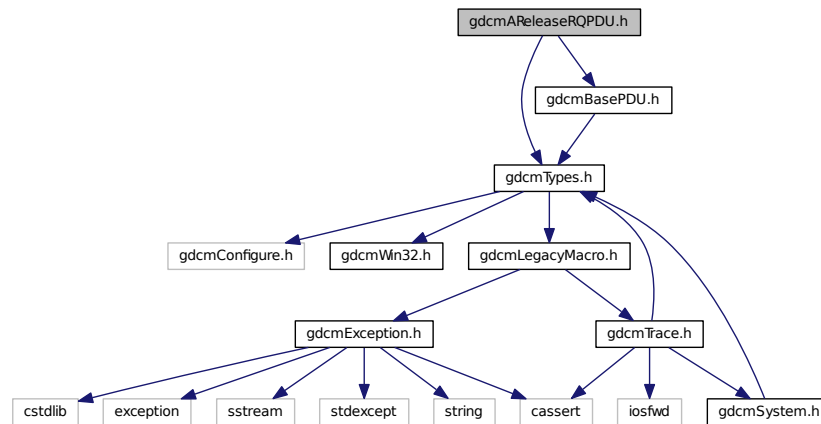 gdcmAReleaseRQPDU.h
gdcmBasePDU.h
gdcmTypes.h
gdcmConfigure.h
gdcmWin32.h
gdcmLegacyMacro.h
gdcmException.h
gdcmTrace.h
cstdlib
exception
sstream
stdexcept
string
cassert
iosfwd
gdcmSystem.h